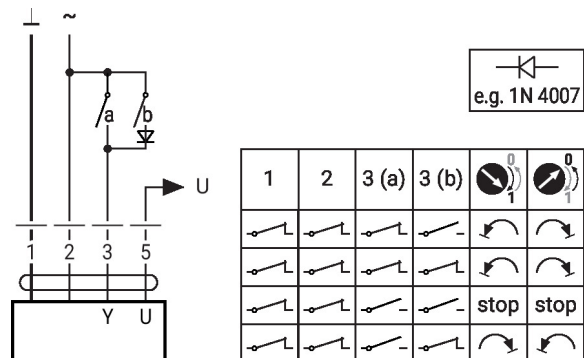 ⊥ ~
a b
e.g. 1N 4007
U
1 2 3 5
Y U
1 2 3 (a) 3 (b) 0 1 0 1
stop stop